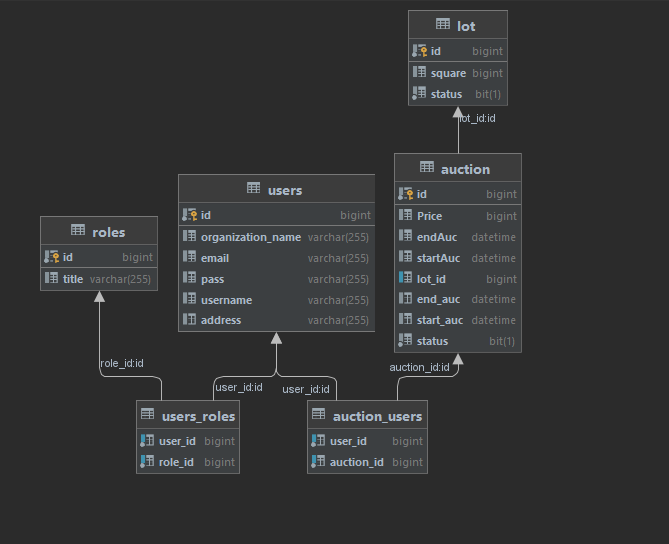 lot
id bigint
square bigint
status bit(1)
lot_id:id
auction
id bigint
Price bigint
endAuc datetime
startAuc datetime
lot_id bigint
end_auc datetime
start_auc datetime
status bit(1)
users
id bigint
organization_name varchar(255)
email varchar(255)
pass varchar(255)
username varchar(255)
address varchar(255)
roles
id bigint
title varchar(255)
role_id:id
user_id:id
user_id:id
auction_id:id
users_roles
user_id bigint
role_id bigint
auction_users
user_id bigint
auction_id bigint